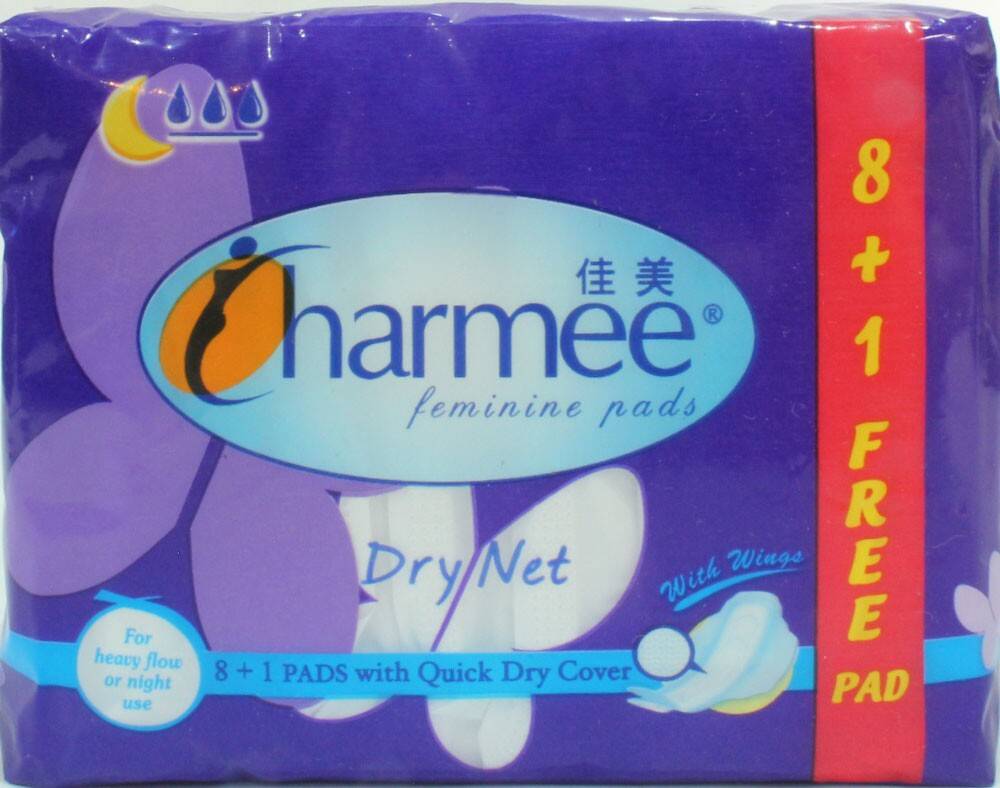 佳美
Charmee®
feminine pads
Dry Net
With Wings
For
heavy flow
or night
use
8 + 1 PADS with Quick Dry Cover
8
+
1
FREE
PAD